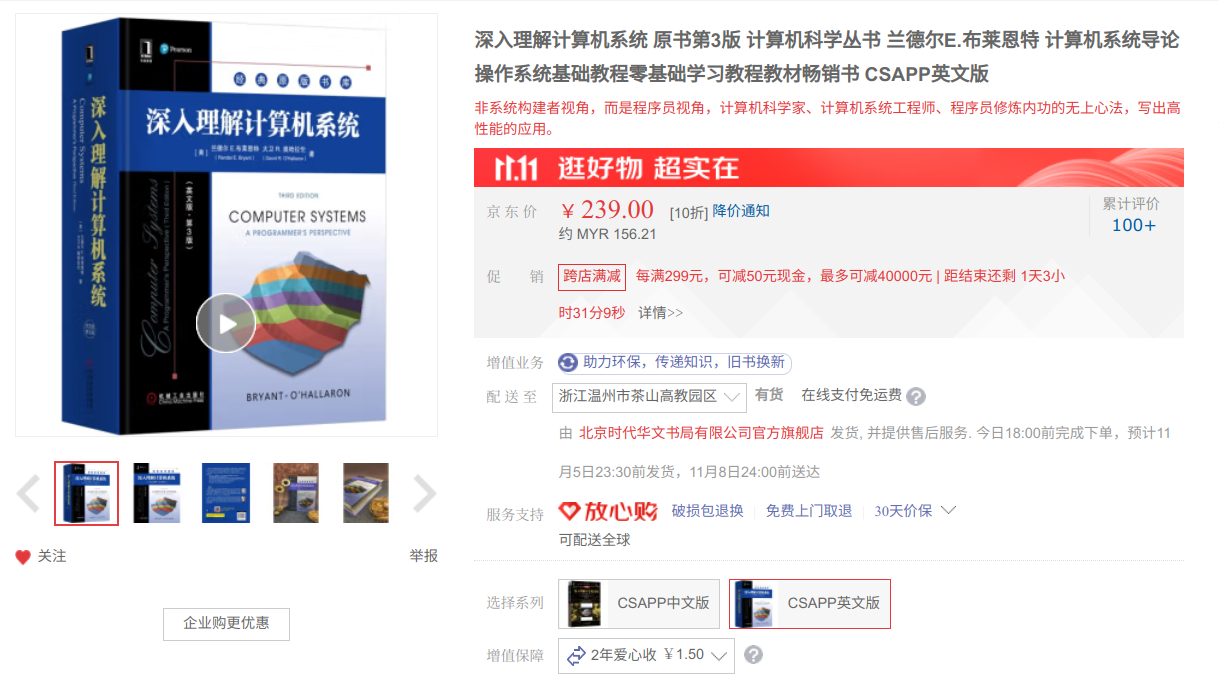 Pearson
经典原版书库
深入理解计算机系统
Computer Systems
A Programmer's Perspective
深入理解计算机系统
[美] 兰德尔 E.布莱恩特 大卫 R.奥哈拉伦 著
(Randal E. Bryant) (David R. O'Hallaron)
(英文版·第3版)
Computer Systems
A Programmer's Perspective
THIRD EDITION
COMPUTER SYSTEMS
A PROGRAMMER'S PERSPECTIVE
BRYANT·O'HALLARON
机械工业出版社
China Machine Press
关注
举报
企业购更优惠
深入理解计算机系统 原书第3版 计算机科学丛书 兰德尔E.布莱恩特 计算机系统导论
操作系统基础教程零基础学习教程教材畅销书 CSAPP英文版
非系统构建者视角，而是程序员视角，计算机科学家、计算机系统工程师、程序员修炼内功的无上心法，写出高
性能的应用。
11.11 逛好物 超实在
京 东 价 ￥ 239.00 [10折] 降价通知
累计评价
约 MYR 156.21
100+
促 销 跨店满减 每满299元，可减50元现金，最多可减40000元 | 距结束还剩 1天3小
时31分9秒 详情>>
增值业务 助力环保，传递知识，旧书换新
配 送 至 浙江温州市茶山高教园区 有货 在线支付免运费 ?
由 北京时代华文书局有限公司官方旗舰店 发货, 并提供售后服务. 今日18:00前完成下单，预计11
月5日23:30前发货，11月8日24:00前送达
服务支持 放心购 破损包退换 免费上门取退 30天价保
可配送全球
选择系列 CSAPP中文版 CSAPP英文版
增值保障 2年爱心收 ￥1.50 ?